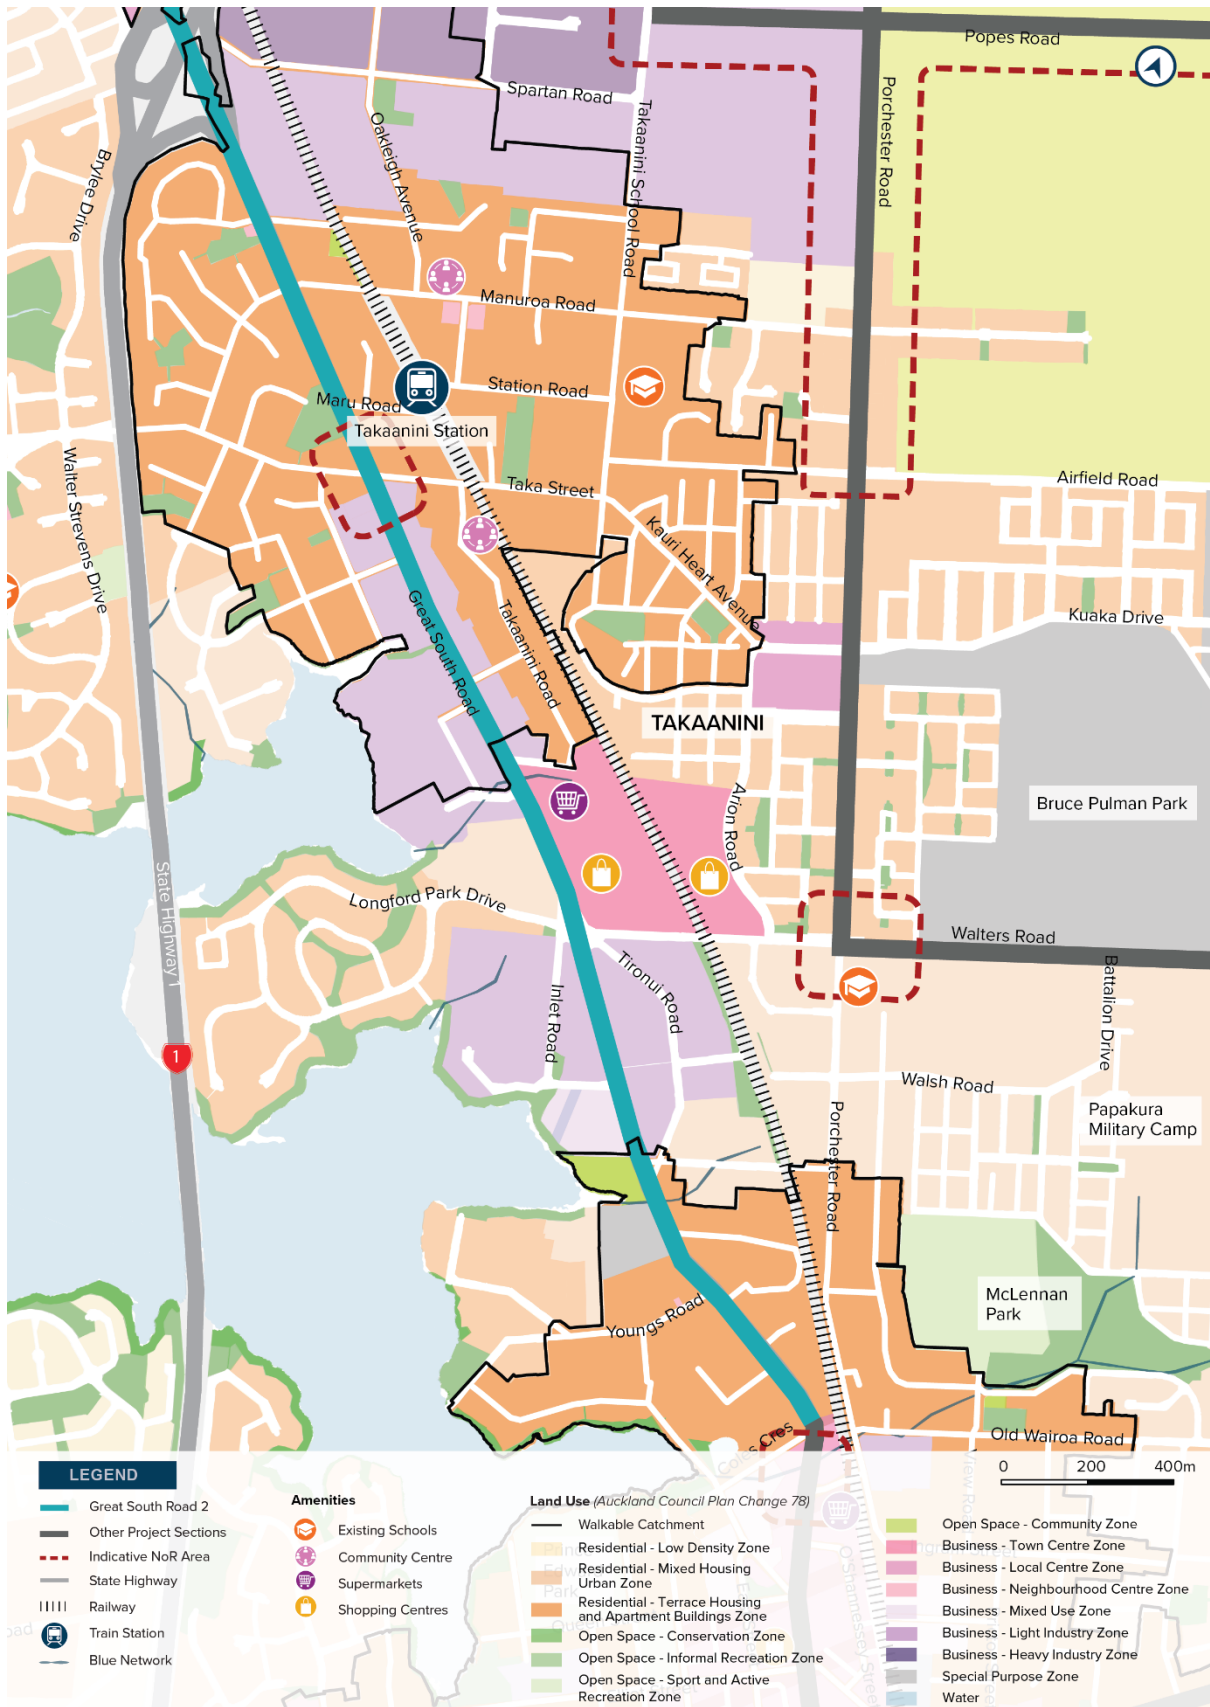 Popes Road
Spartan Road
Porchester Road
Takaanini School Road
Oakleigh Avenue
Brylee Drive
Manuroa Road
Station Road
Maru Road
Takaanini Station
Airfield Road
Taka Street
Walter Strevens Drive
Kauri Heart Avenue
Kuaka Drive
Great South Road
Takaanini Road
TAKAANINI
Bruce Pulman Park
Arion Road
State Highway 1
Longford Park Drive
Walters Road
Tironui Road
Inlet Road
Battalion Drive
1
Walsh Road
Porchester Road
Papakura
Military Camp
McLennan
Park
Youngs Road
Coles Cres
Old Wairoa Road
LEGEND
Great South Road 2
Other Project Sections
Indicative NoR Area
State Highway
Railway
Train Station
Blue Network
Amenities
Existing Schools
Community Centre
Supermarkets
Shopping Centres
Land Use (Auckland Council Plan Change 78)
Walkable Catchment
Residential - Low Density Zone
Residential - Mixed Housing
Urban Zone
Residential - Terrace Housing
and Apartment Buildings Zone
Open Space - Conservation Zone
Open Space - Informal Recreation Zone
Open Space - Sport and Active
Recreation Zone
0 200 400m
Open Space - Community Zone
Business - Town Centre Zone
Business - Local Centre Zone
Business - Neighbourhood Centre Zone
Business - Mixed Use Zone
Business - Light Industry Zone
Business - Heavy Industry Zone
Special Purpose Zone
Water
O'Shannessey Street